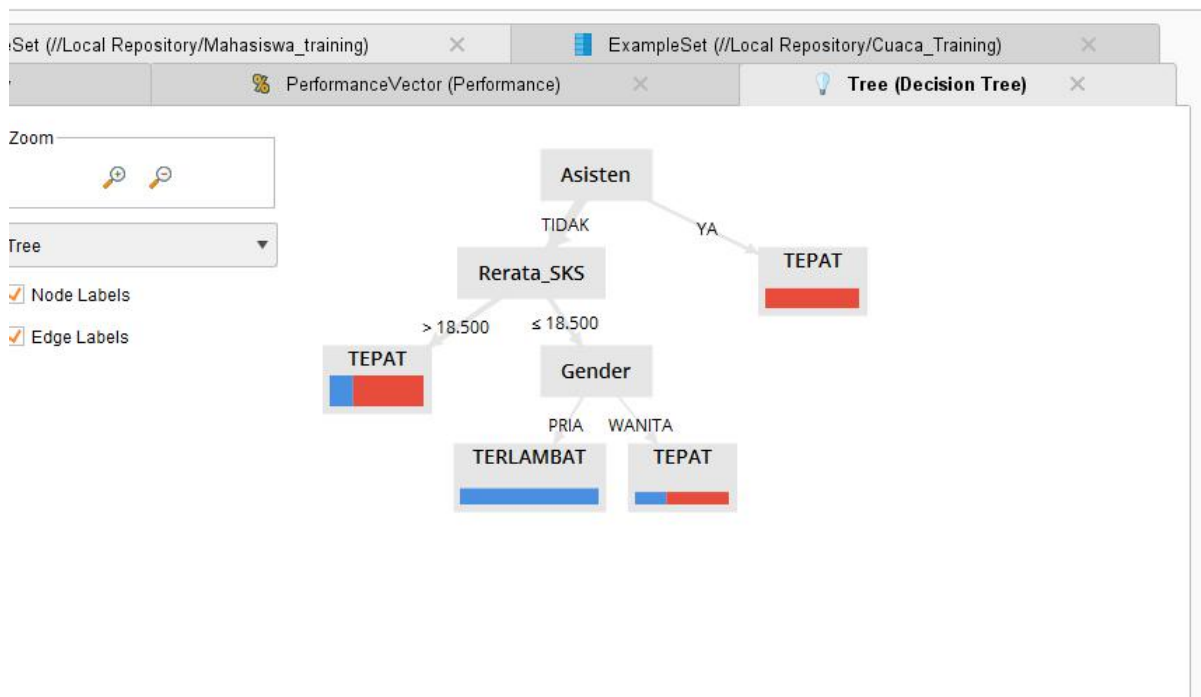 Set (//Local Repository/Mahasiswa_training)
ExampleSet (//Local Repository/Cuaca_Training)
% PerformanceVector (Performance)
Tree (Decision Tree)
Zoom
Tree
Node Labels
Edge Labels
Asisten
TIDAK
YA
Rerata_SKS
TEPAT
> 18.500
≤ 18.500
TEPAT
Gender
PRIA
WANITA
TERLAMBAT
TEPAT